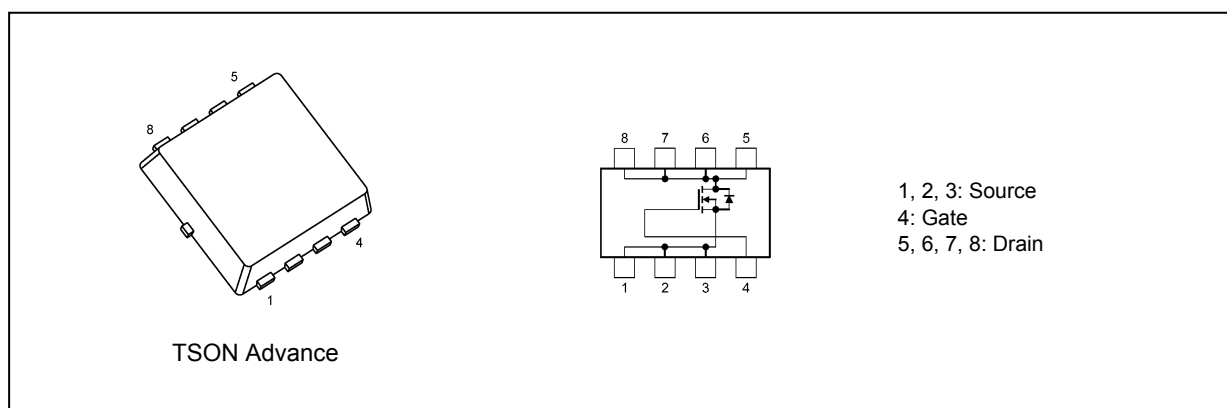 5
8
4
1
TSON Advance
8 7 6 5
1 2 3 4
1, 2, 3: Source
4: Gate
5, 6, 7, 8: Drain